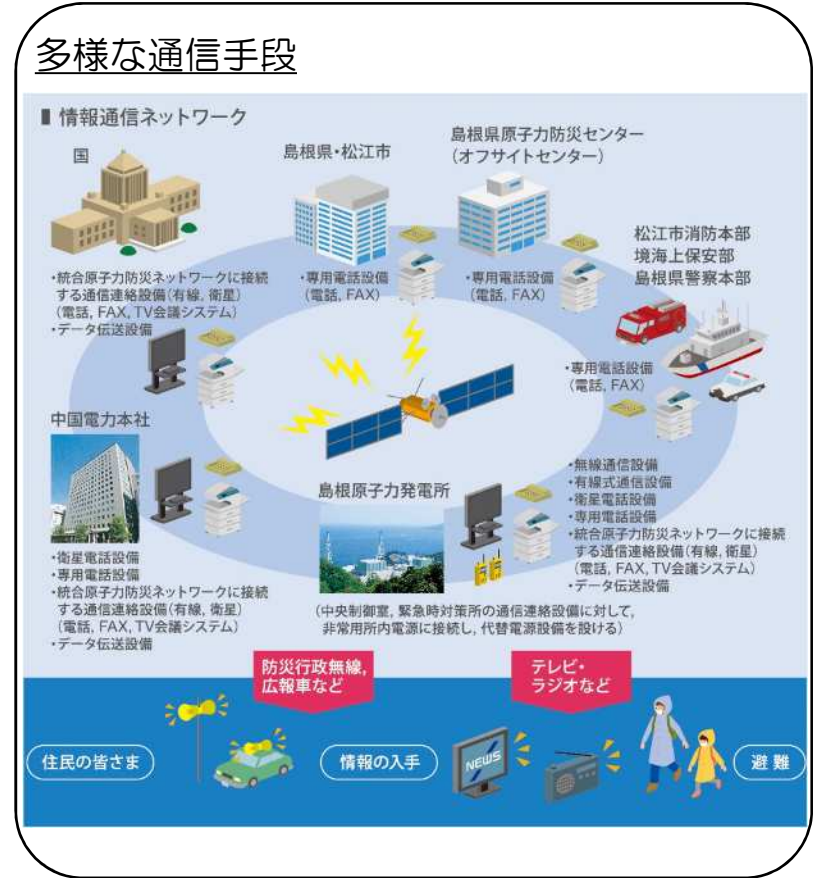 多様な通信手段
■ 情報通信ネットワーク
国
・統合原子力防災ネットワークに接続
する通信連絡設備(有線, 衛星)
(電話, FAX, TV会議システム)
・データ伝送設備
島根県・松江市
・専用電話設備
(電話, FAX)
島根県原子力防災センター
(オフサイトセンター)
・専用電話設備
(電話, FAX)
松江市消防本部
境海上保安部
島根県警察本部
・専用電話設備
(電話, FAX)
中国電力本社
・衛星電話設備
・専用電話設備
・統合原子力防災ネットワークに接続
する通信連絡設備(有線, 衛星)
(電話, FAX, TV会議システム)
・データ伝送設備
島根原子力発電所
・無線通信設備
・有線式通信設備
・衛星電話設備
・専用電話設備
・統合原子力防災ネットワークに接続
する通信連絡設備(有線, 衛星)
(電話, FAX, TV会議システム)
・データ伝送設備
(中央制御室, 緊急時対策所の通信連絡設備に対して,
非常用所内電源に接続し, 代替電源設備を設ける)
防災行政無線,
広報車など
テレビ・
ラジオなど
住民の皆さま
情報の入手
NEWS
避難